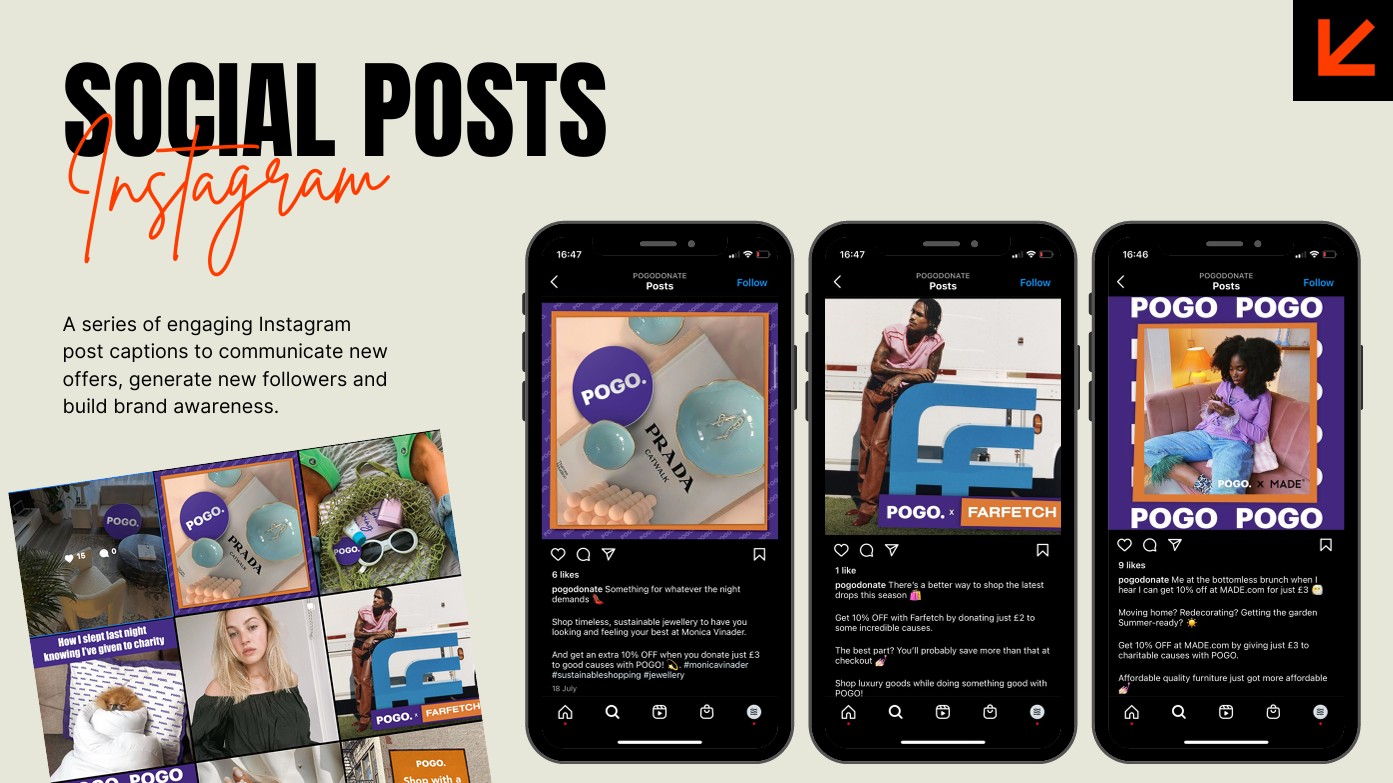 SOCIAL POSTS
Instagram
A series of engaging Instagram
post captions to communicate new
offers, generate new followers and
build brand awareness.
POGO.
15
0
POGO.
PRADA
CATWALK
POGO.
How I slept last night
knowing I've given to charity
POGO. x FARFETCH
POGO POGO
POGO.
Shop with a
16:47
POGODONATE
Posts
Follow
POGO.
PRADA
CATWALK
6 likes
pogodonate Something for whatever the night
demands 👠
Shop timeless, sustainable jewellery to have you
looking and feeling your best at Monica Vinader.
And get an extra 10% OFF when you donate just £3
to good causes with POGO! 💫. #monicavinader
#sustainableshopping #jewellery
18 July
16:47
POGODONATE
Posts
Follow
POGO. x FARFETCH
1 like
pogodonate There's a better way to shop the latest
drops this season 🛍️
Get 10% OFF with Farfetch by donating just £2 to
some incredible causes.
The best part? You'll probably save more than that at
checkout 💅
Shop luxury goods while doing something good with
POGO!
16:46
POGODONATE
Posts
Follow
POGO POGO
POGO. X MADE
POGO POGO
9 likes
pogodonate Me at the bottomless brunch when I
hear I can get 10% off at MADE.com for just £3 😬
Moving home? Redecorating? Getting the garden
Summer-ready? ☀️
Get 10% OFF at MADE.com by giving just £3 to
charitable causes with POGO.
Affordable quality furniture just got more affordable
💅